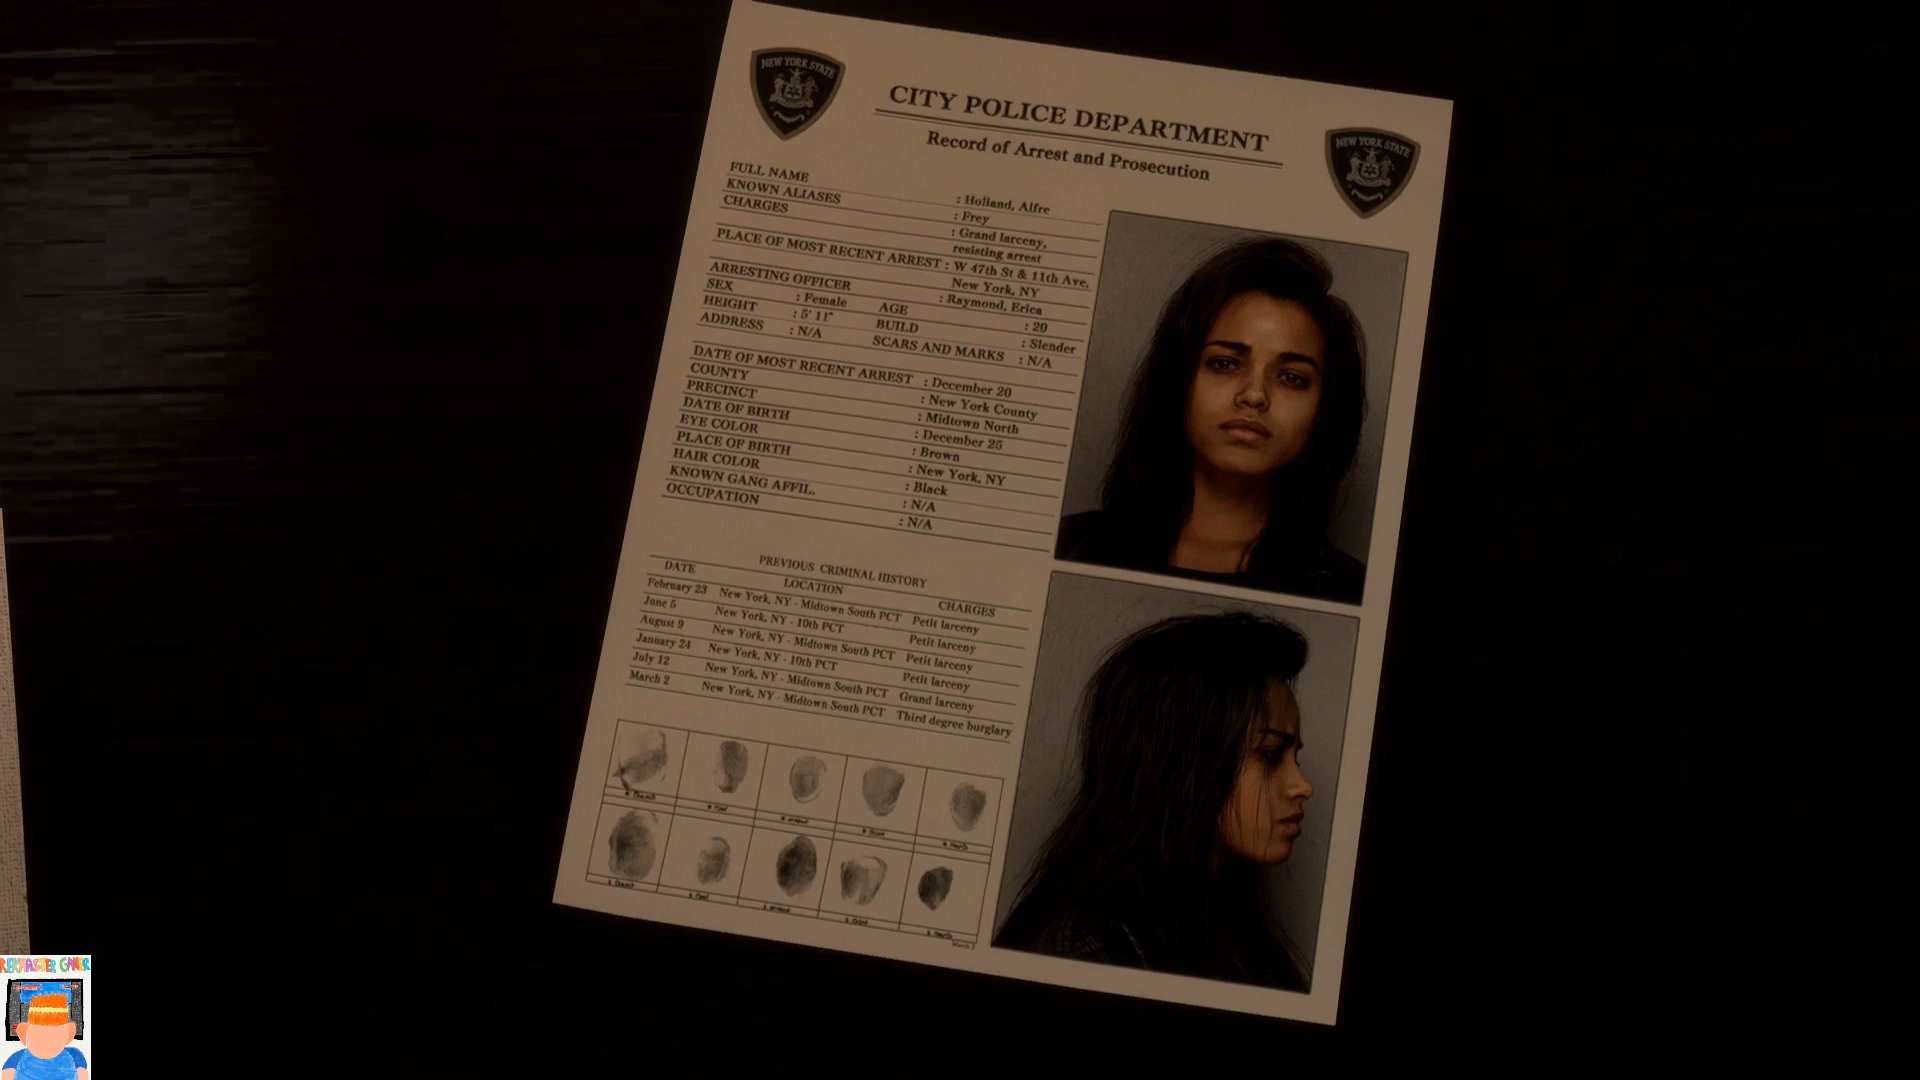 NEW YORK STATE
NEW YORK STATE
CITY POLICE DEPARTMENT
Record of Arrest and Prosecution
FULL NAME : Holland, Alfre
KNOWN ALIASES : Frey
CHARGES : Grand larceny,
resisting arrest
PLACE OF MOST RECENT ARREST : W 47th St & 11th Ave,
New York, NY
ARRESTING OFFICER : Raymond, Erica
SEX : Female AGE : 20
HEIGHT : 5' 11" BUILD : Slender
ADDRESS : N/A SCARS AND MARKS : N/A
DATE OF MOST RECENT ARREST : December 20
COUNTY : New York County
PRECINCT : Midtown North
DATE OF BIRTH : December 25
EYE COLOR : Brown
PLACE OF BIRTH : New York, NY
HAIR COLOR : Black
KNOWN GANG AFFIL. : N/A
OCCUPATION : N/A
PREVIOUS CRIMINAL HISTORY
DATE LOCATION CHARGES
February 23 New York, NY - Midtown South PCT Petit larceny
June 5 New York, NY - 10th PCT Petit larceny
August 9 New York, NY - Midtown South PCT Petit larceny
January 24 New York, NY - 10th PCT Petit larceny
July 12 New York, NY - Midtown South PCT Grand larceny
March 2 New York, NY - Midtown South PCT Third degree burglary
March 2